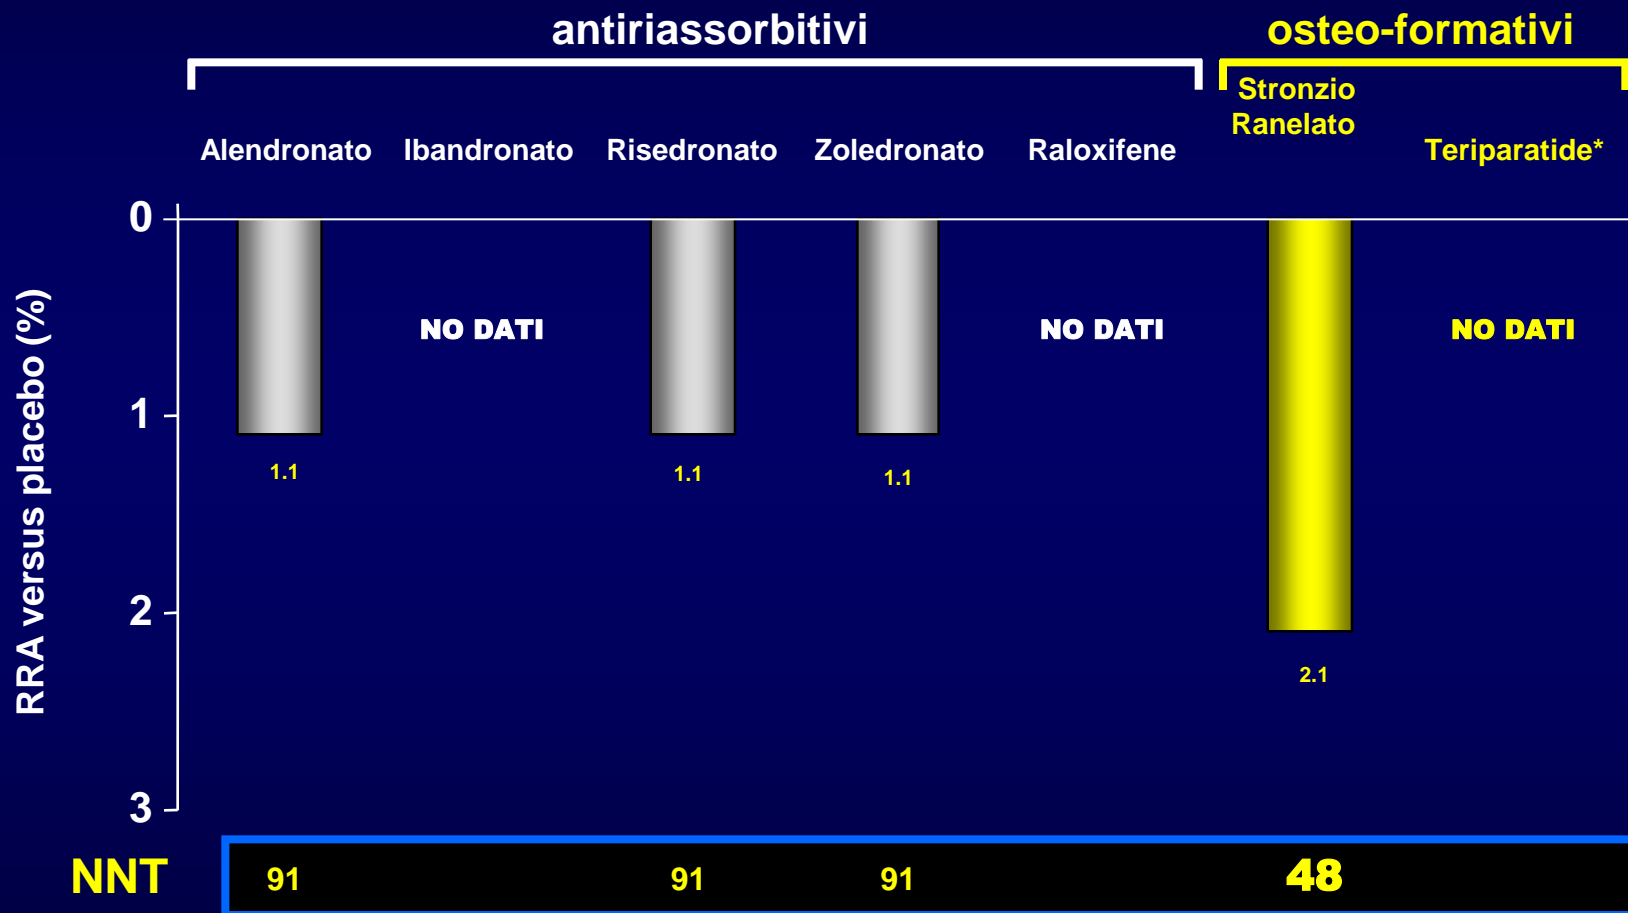 antiriassorbitivi
osteo-formativi
Stronzio
Ranelato
Alendronato
Ibandronato
Risedronato
Zoledronato
Raloxifene
Teriparatide*
RRA versus placebo (%)
0
1
2
3
NO DATI
NO DATI
NO DATI
1.1
1.1
1.1
2.1
NNT
91
91
91
48